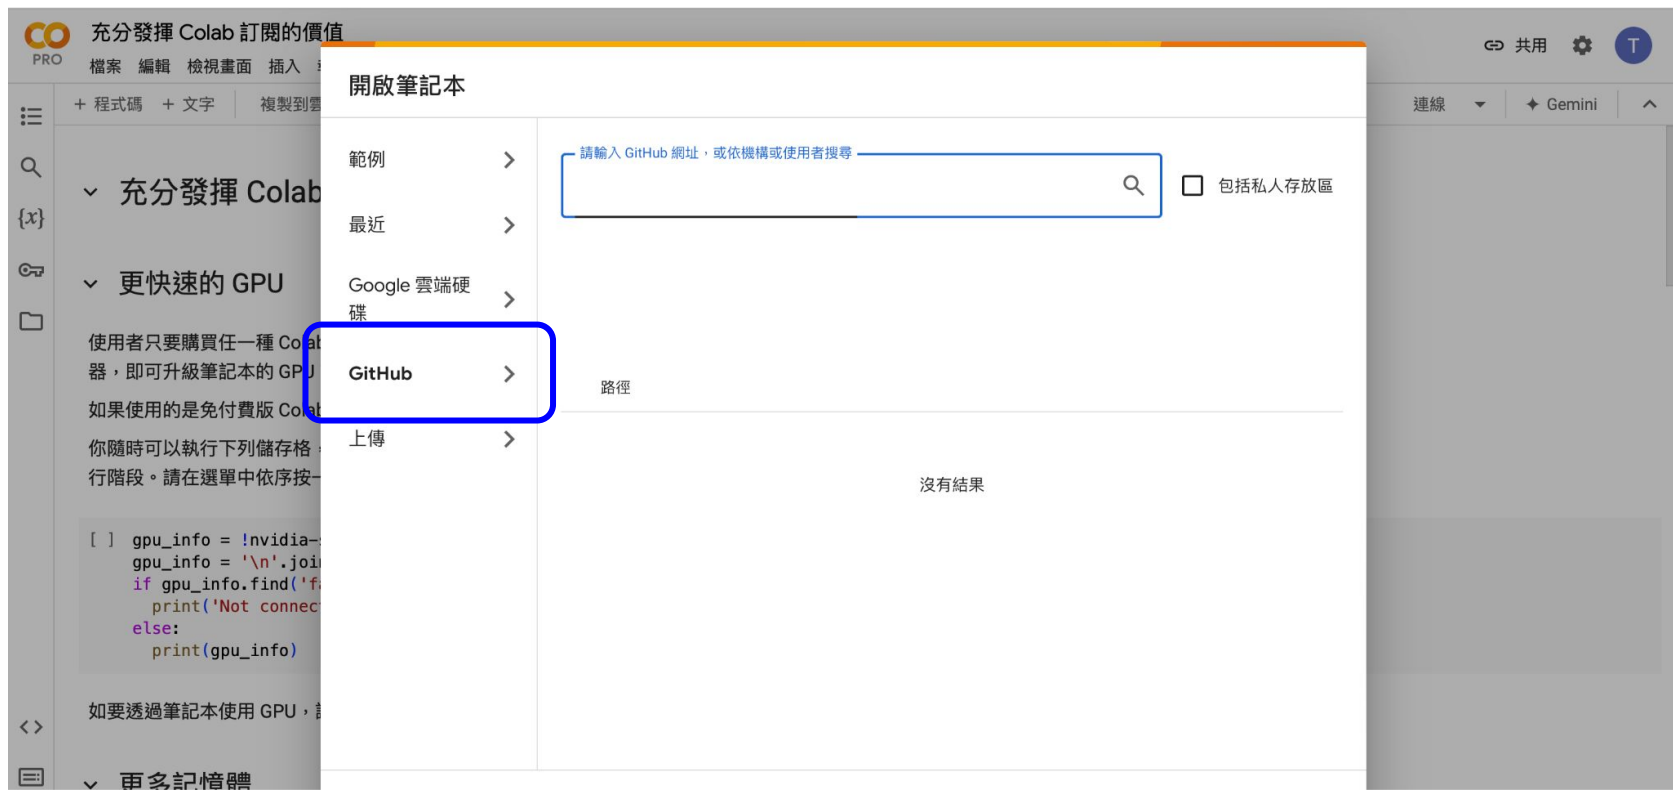 充分發揮 Colab 訂閱的價值
PRO
檔案 編輯 檢視畫面 插入
共用
T
+ 程式碼 + 文字 複製到雲
連線
Gemini
開啟筆記本
範例
最近
Google 雲端硬
碟
GitHub
上傳
請輸入 GitHub 網址，或依機構或使用者搜尋
包括私人存放區
路徑
沒有結果
{x}
充分發揮 Colab
更快速的 GPU
使用者只要購買任一種 Colab
器，即可升級筆記本的 GPU
如果使用的是免付費版 Colab
你隨時可以執行下列儲存格，
行階段。請在選單中依序按一
[ ] gpu_info = !nvidia-s
gpu_info = '\n'.joi
if gpu_info.find('fa
print('Not connec
else:
print(gpu_info)
如要透過筆記本使用 GPU，
更多記憶體